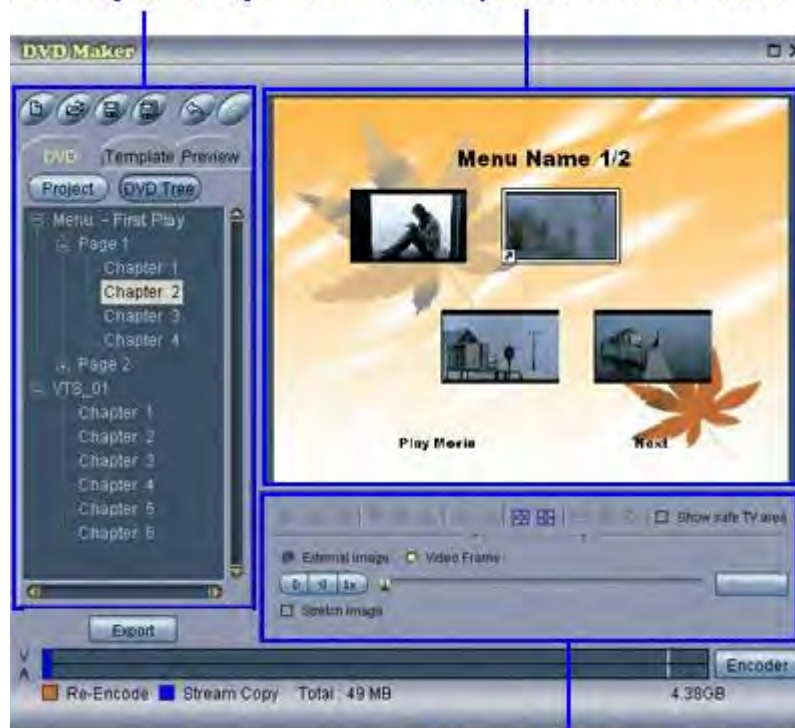 DVD Maker
DVD Template Preview
Project DVD Tree
Menu - First Play
Page 1
Chapter 1
Chapter 2
Chapter 3
Chapter 4
Page 2
VTS_01
Chapter 1
Chapter 2
Chapter 3
Chapter 4
Chapter 5
Chapter 6
Export
Menu Name 1/2
Play Movie Next
Show safe TV area
External Image Video Frame
Stretch Image
V
A
Encoder
Re-Encode Stream Copy Total : 49 MB 4.38GB